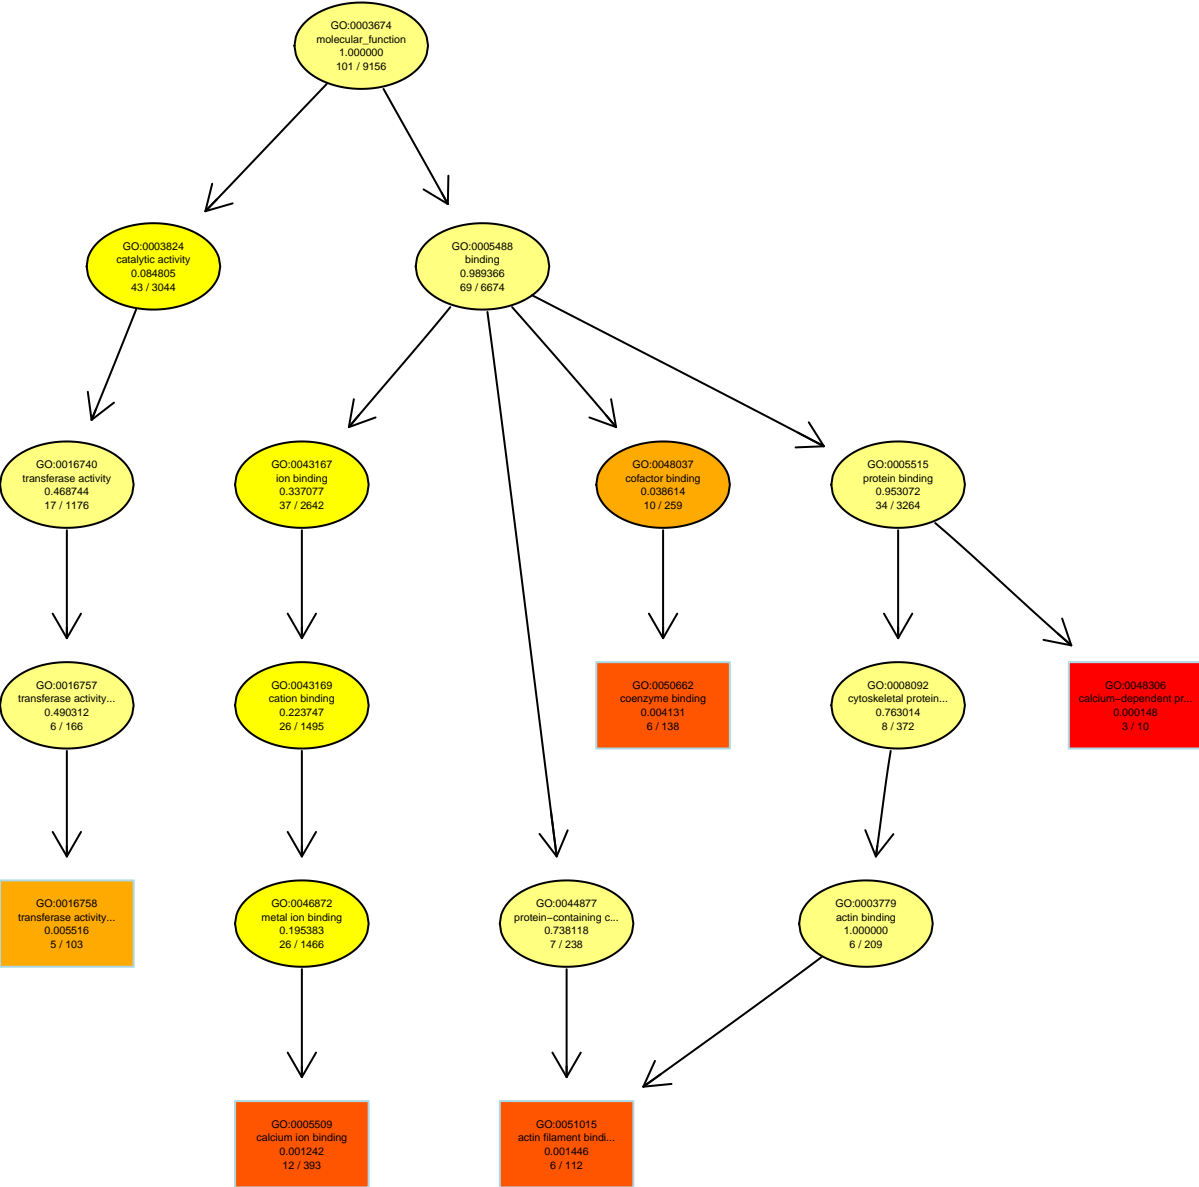 GO:0003674
molecular_function
1.000000
101 / 9156
GO:0003824
catalytic activity
0.084805
43 / 3044
GO:0005488
binding
0.989366
69 / 6674
GO:0016740
transferase activity
0.468744
17 / 1176
GO:0043167
ion binding
0.337077
37 / 2642
GO:0048037
cofactor binding
0.038614
10 / 259
GO:0005515
protein binding
0.953072
34 / 3264
GO:0016757
transferase activity...
0.490312
6 / 166
GO:0043169
cation binding
0.223747
26 / 1495
GO:0050662
coenzyme binding
0.004131
6 / 138
GO:0008092
cytoskeletal protein...
0.763014
8 / 372
GO:0048306
calcium−dependent pr...
0.000148
3 / 10
GO:0016758
transferase activity...
0.005516
5 / 103
GO:0046872
metal ion binding
0.195383
26 / 1466
GO:0044877
protein−containing c...
0.738118
7 / 238
GO:0003779
actin binding
1.000000
6 / 209
GO:0005509
calcium ion binding
0.001242
12 / 393
GO:0051015
actin filament bindi...
0.001446
6 / 112